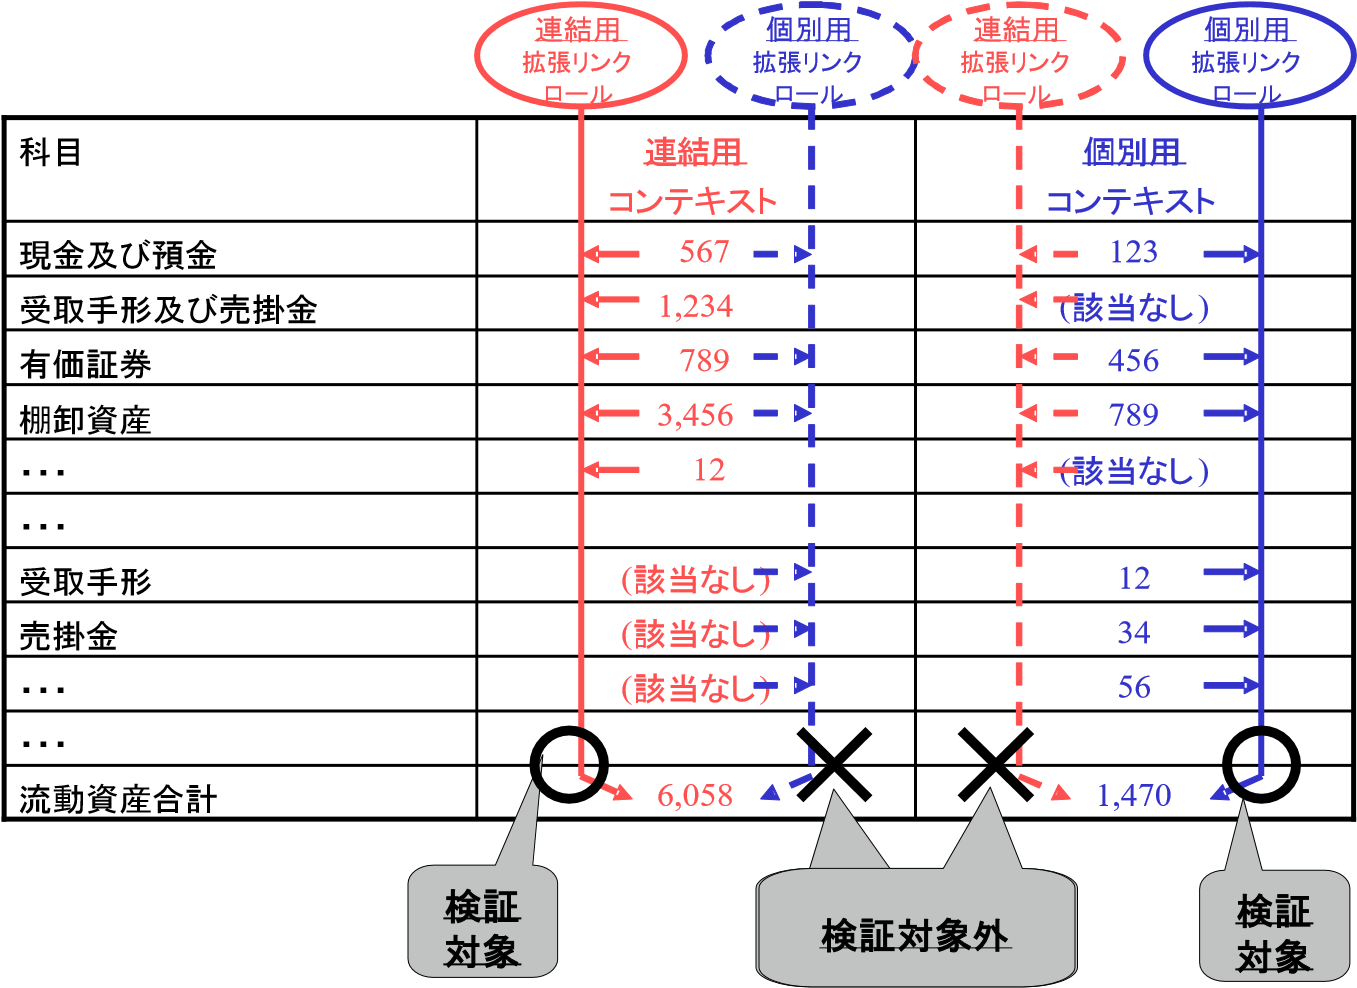 連結用
拡張リンク
ロール
個別用
拡張リンク
ロール
連結用
拡張リンク
ロール
個別用
拡張リンク
ロール
科目
連結用
コンテキスト
個別用
コンテキスト
現金及び預金 567 123
受取手形及び売掛金 1,234 (該当なし)
有価証券 789 456
棚卸資産 3,456 789
・・・ 12 (該当なし)
・・・
受取手形 (該当なし) 12
売掛金 (該当なし) 34
・・・ (該当なし) 56
・・・
流動資産合計 6,058 1,470
検証
対象
検証対象外
検証
対象